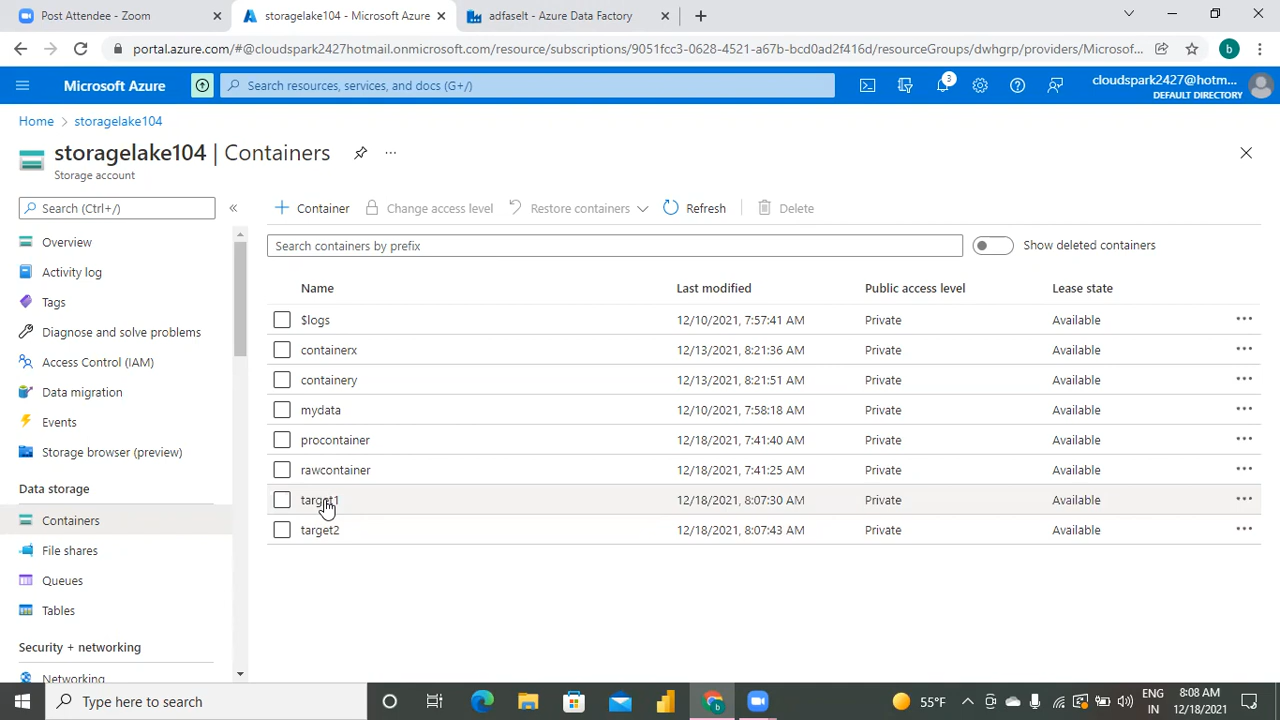 Post Attendee - Zoom
storagelake104 - Microsoft Azure
adfaselt - Azure Data Factory
portal.azure.com/#@cloudspark2427hotmail.onmicrosoft.com/resource/subscriptions/9051fcc3-0628-4521-a67b-bcd0ad2f416d/resourceGroups/dwhgrp/providers/Microsof...
b
Microsoft Azure
Search resources, services, and docs (G+/)
3
cloudspark2427@hotm...
DEFAULT DIRECTORY
Home > storagelake104
storagelake104 | Containers
Storage account
Search (Ctrl+/)
Overview
Activity log
Tags
Diagnose and solve problems
Access Control (IAM)
Data migration
Events
Storage browser (preview)
Data storage
Containers
File shares
Queues
Tables
Security + networking
Networking
Container
Change access level
Restore containers
Refresh
Delete
Search containers by prefix
Show deleted containers
Name Last modified Public access level Lease state
$logs 12/10/2021, 7:57:41 AM Private Available
containerx 12/13/2021, 8:21:36 AM Private Available
containery 12/13/2021, 8:21:51 AM Private Available
mydata 12/10/2021, 7:58:18 AM Private Available
procontainer 12/18/2021, 7:41:40 AM Private Available
rawcontainer 12/18/2021, 7:41:25 AM Private Available
target1 12/18/2021, 8:07:30 AM Private Available
target2 12/18/2021, 8:07:43 AM Private Available
Type here to search
b
55°F
ENG
IN
8:08 AM
12/18/2021